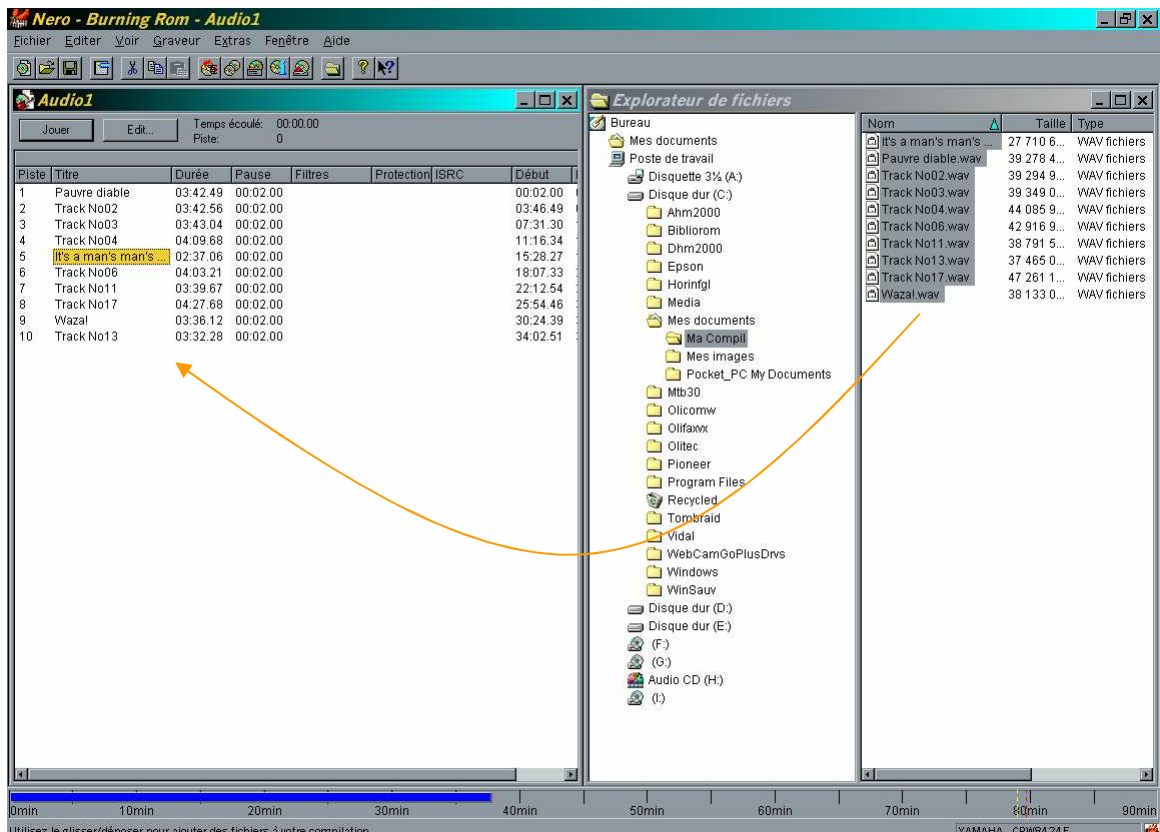 Nero - Burning Rom - Audio1
Fichier Editer Voir Graveur Extras Fenêtre Aide
Audio1
Jouer Edit... Temps écoulé: 00:00.00
Piste: 0
Piste Titre Durée Pause Filtres Protection ISRC Début
1 Pauvre diable 03:42.49 00:02.00 00:02.00
2 Track No02 03:42.56 00:02.00 03:46.49
3 Track No03 03:43.04 00:02.00 07:31.30
4 Track No04 04:09.68 00:02.00 11:16.34
5 It's a man's man's ... 02:37.06 00:02.00 15:28.27
6 Track No06 04:03.21 00:02.00 18:07.33
7 Track No11 03:39.67 00:02.00 22:12.54
8 Track No17 04:27.68 00:02.00 25:54.46
9 Waza! 03:36.12 00:02.00 30:24.39
10 Track No13 03:32.28 00:02.00 34:02.51
Explorateur de fichiers
Bureau
Mes documents
Poste de travail
Disquette 3½ (A:)
Disque dur (C:)
Ahm2000
Bibliorom
Dhm2000
Epson
Horinfgl
Media
Mes documents
Ma Compil
Mes images
Pocket_PC My Documents
Mtb30
Olicomw
Olifaxvx
Olitec
Pioneer
Program Files
Recycled
Tombraid
Vidal
WebCamGoPlusDrvs
Windows
WinSauv
Disque dur (D:)
Disque dur (E:)
(F:)
(G:)
Audio CD (H:)
(I:)
Nom Taille Type
It's a man's man's ... 27 710 6... WAV fichiers
Pauvre diable.wav 39 278 4... WAV fichiers
Track No02.wav 39 294 9... WAV fichiers
Track No03.wav 39 349 0... WAV fichiers
Track No04.wav 44 085 9... WAV fichiers
Track No06.wav 42 916 9... WAV fichiers
Track No11.wav 38 791 5... WAV fichiers
Track No13.wav 37 465 0... WAV fichiers
Track No17.wav 47 261 1... WAV fichiers
Waza!.wav 38 133 0... WAV fichiers
0min 10min 20min 30min 40min 50min 60min 70min 80min 90min
Utilisez le glisser/déposer pour ajouter des fichiers à votre compilation YAMAHA CRW8424E